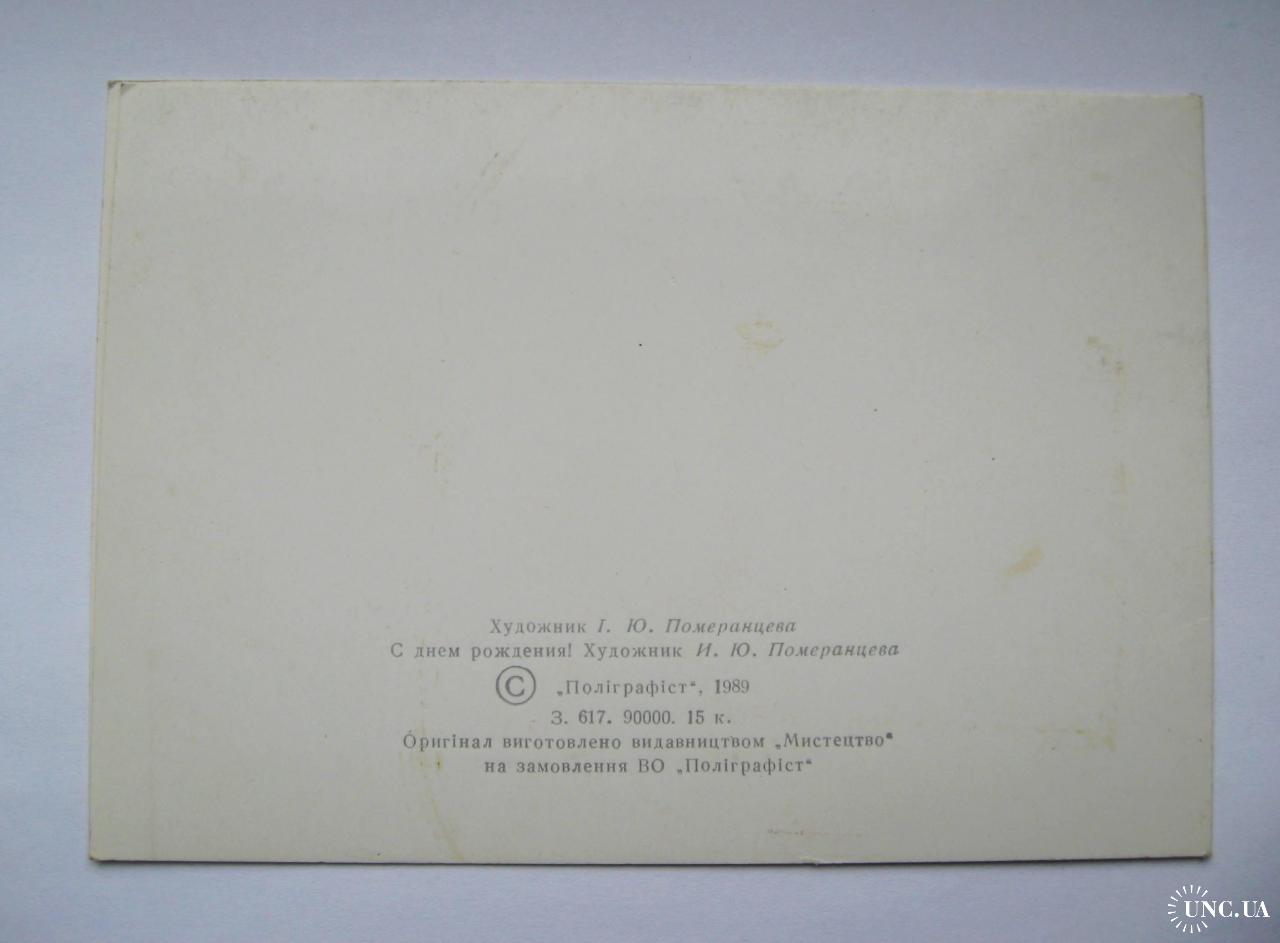 Художник І. Ю. Померанцева
С днем рождения! Художник И. Ю. Померанцева
© „Поліграфіст“, 1989
З. 617. 90000. 15 к.
Оригінал виготовлено видавництвом „Мистецтво“
на замовлення ВО „Поліграфіст“
UNC.UA